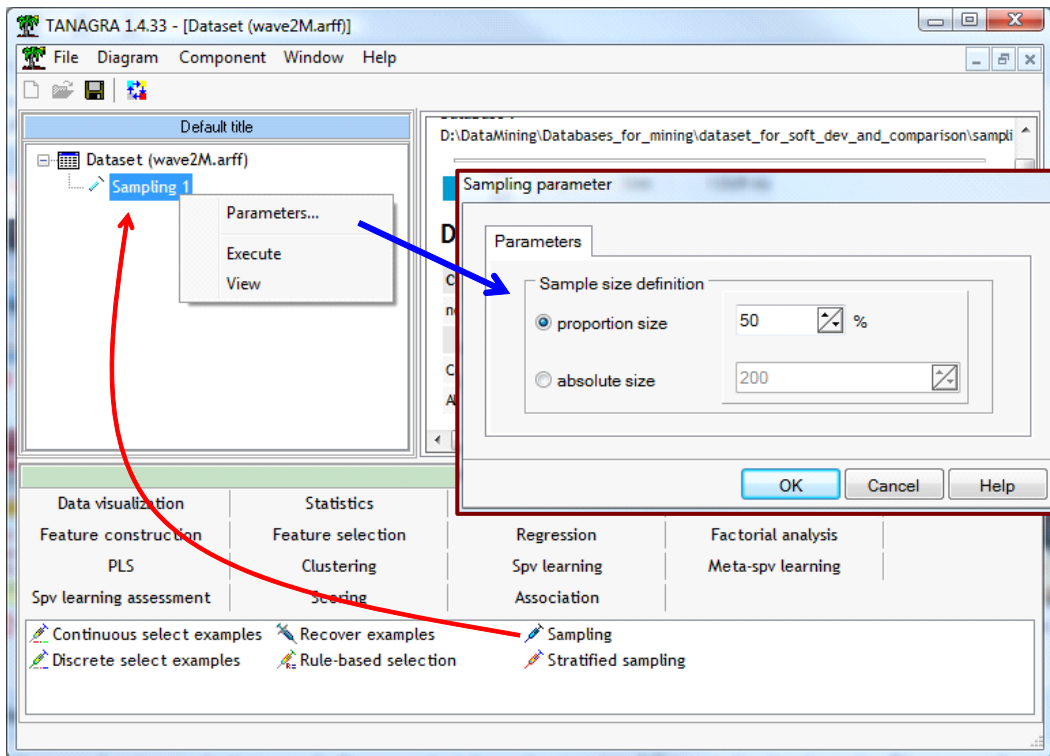 TANAGRA 1.4.33 - [Dataset (wave2M.arff)]
File Diagram Component Window Help
Default title
Dataset (wave2M.arff)
Sampling 1
Parameters...
Execute
View
D:\DataMining\Databases_for_mining\dataset_for_soft_dev_and_comparison\sampli
D
C
n
C
A
Sampling parameter
Parameters
Sample size definition
proportion size 50 %
absolute size 200
OK Cancel Help
Data visualization Statistics
Feature construction Feature selection Regression Factorial analysis
PLS Clustering Spv learning Meta-spv learning
Spv learning assessment Scoring Association
Continuous select examples Recover examples Sampling
Discrete select examples Rule-based selection Stratified sampling